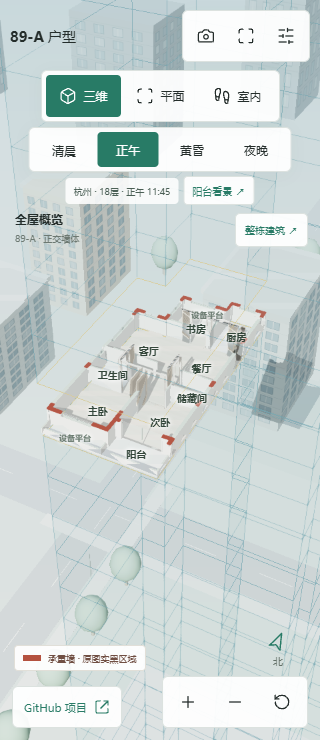 89-A 户型
三维
平面
室内
清晨
正午
黄昏
夜晚
杭州 · 18层 · 正午 11:45
阳台看景 ↗
全屋概览
89-A · 正交墙体
整栋建筑 ↗
设备平台
书房
厨房
客厅
餐厅
卫生间
储藏间
主卧
次卧
设备平台
阳台
北
承重墙 · 原图实黑区域
GitHub 项目